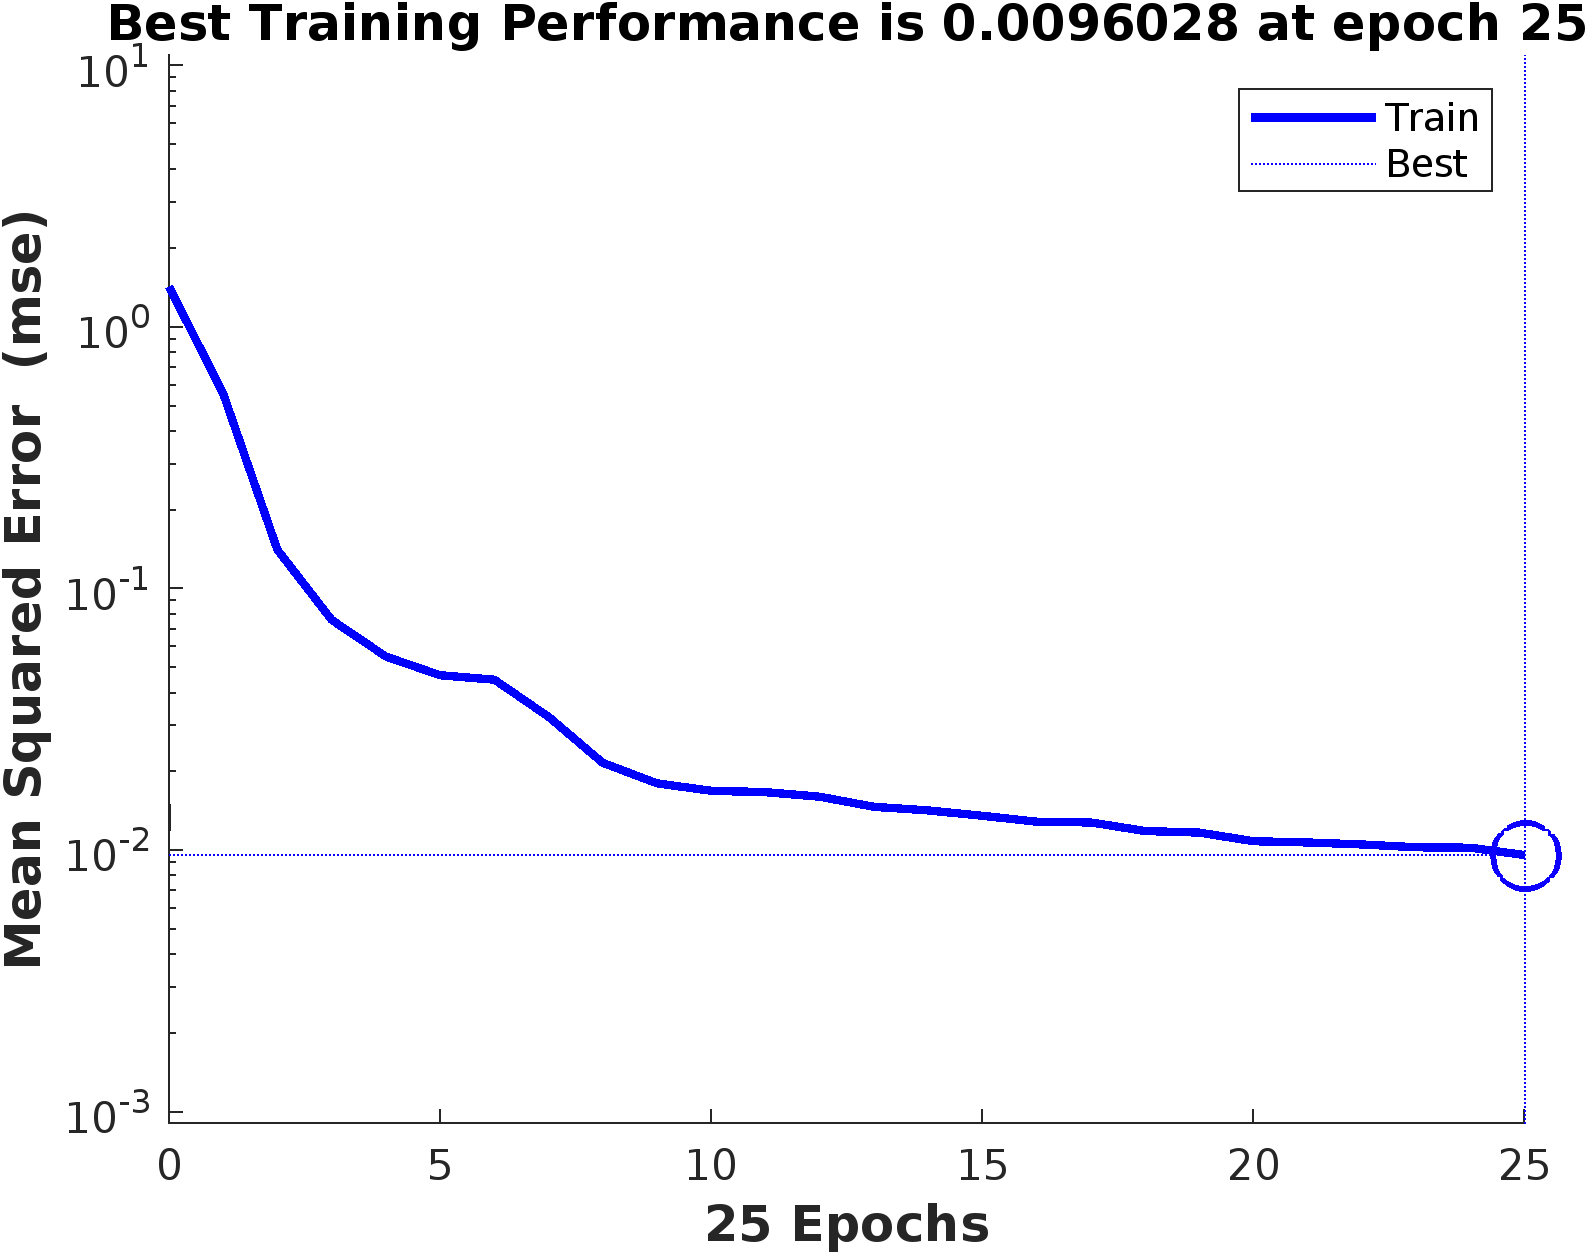 Best Training Performance is 0.0096028 at epoch 25
10^1
10^0
10^-1
10^-2
10^-3
Mean Squared Error (mse)
Train
Best
0 5 10 15 20 25
25 Epochs